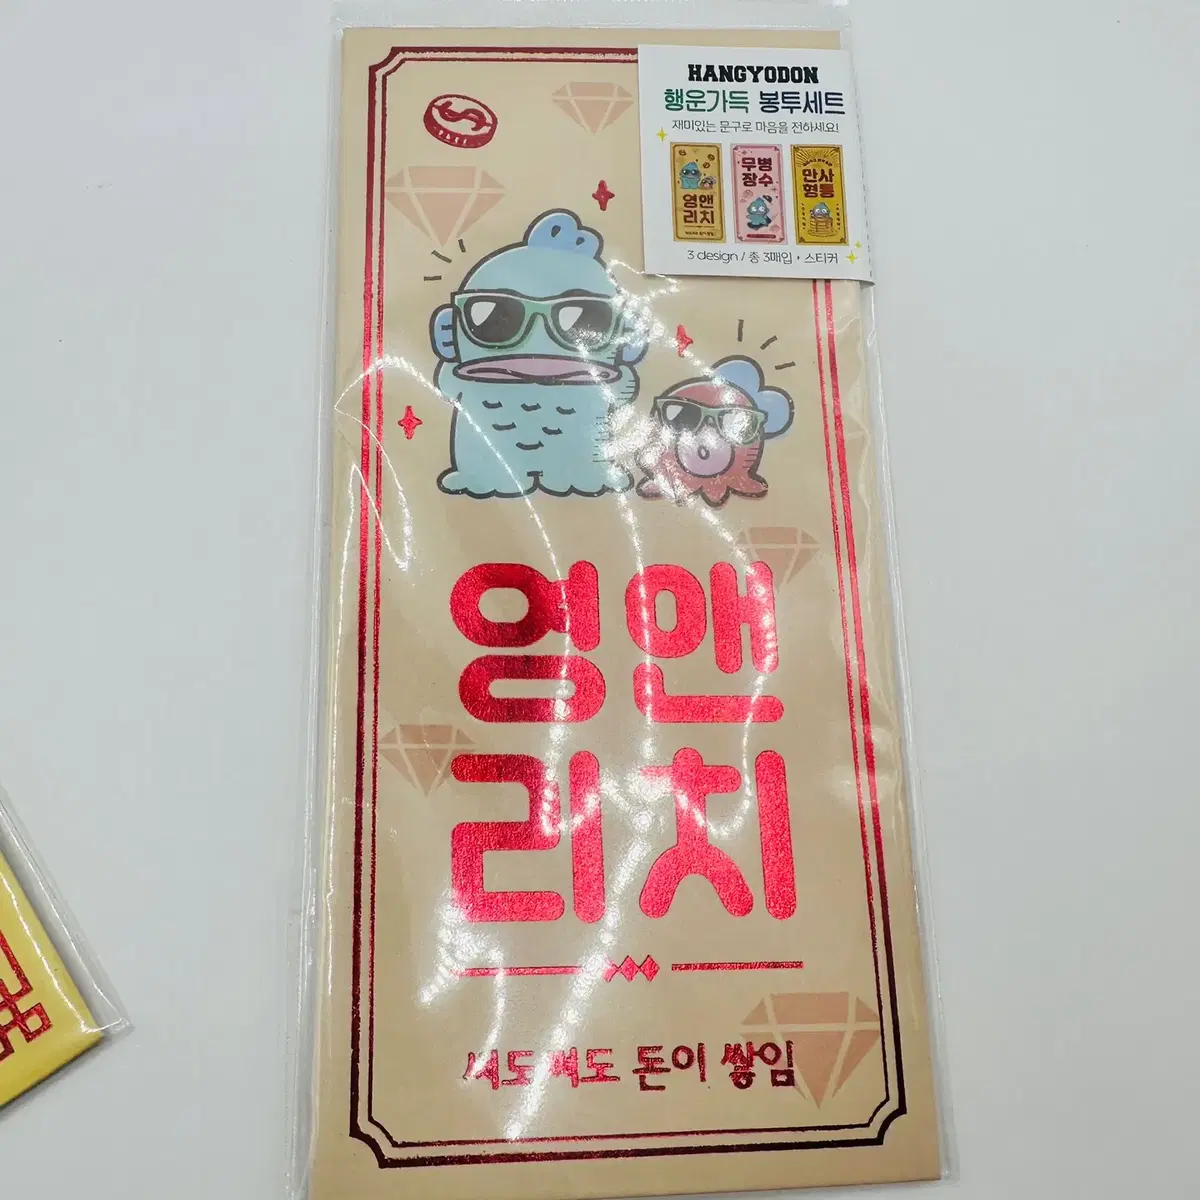 HANGYODON
행운가득 봉투세트
재미있는 문구로 마음을 전하세요!
영앤
리치
무병
장수
만사
형통
3 design / 총 3매입 + 스티커
영앤
리치
써도써도 돈이 쌓임